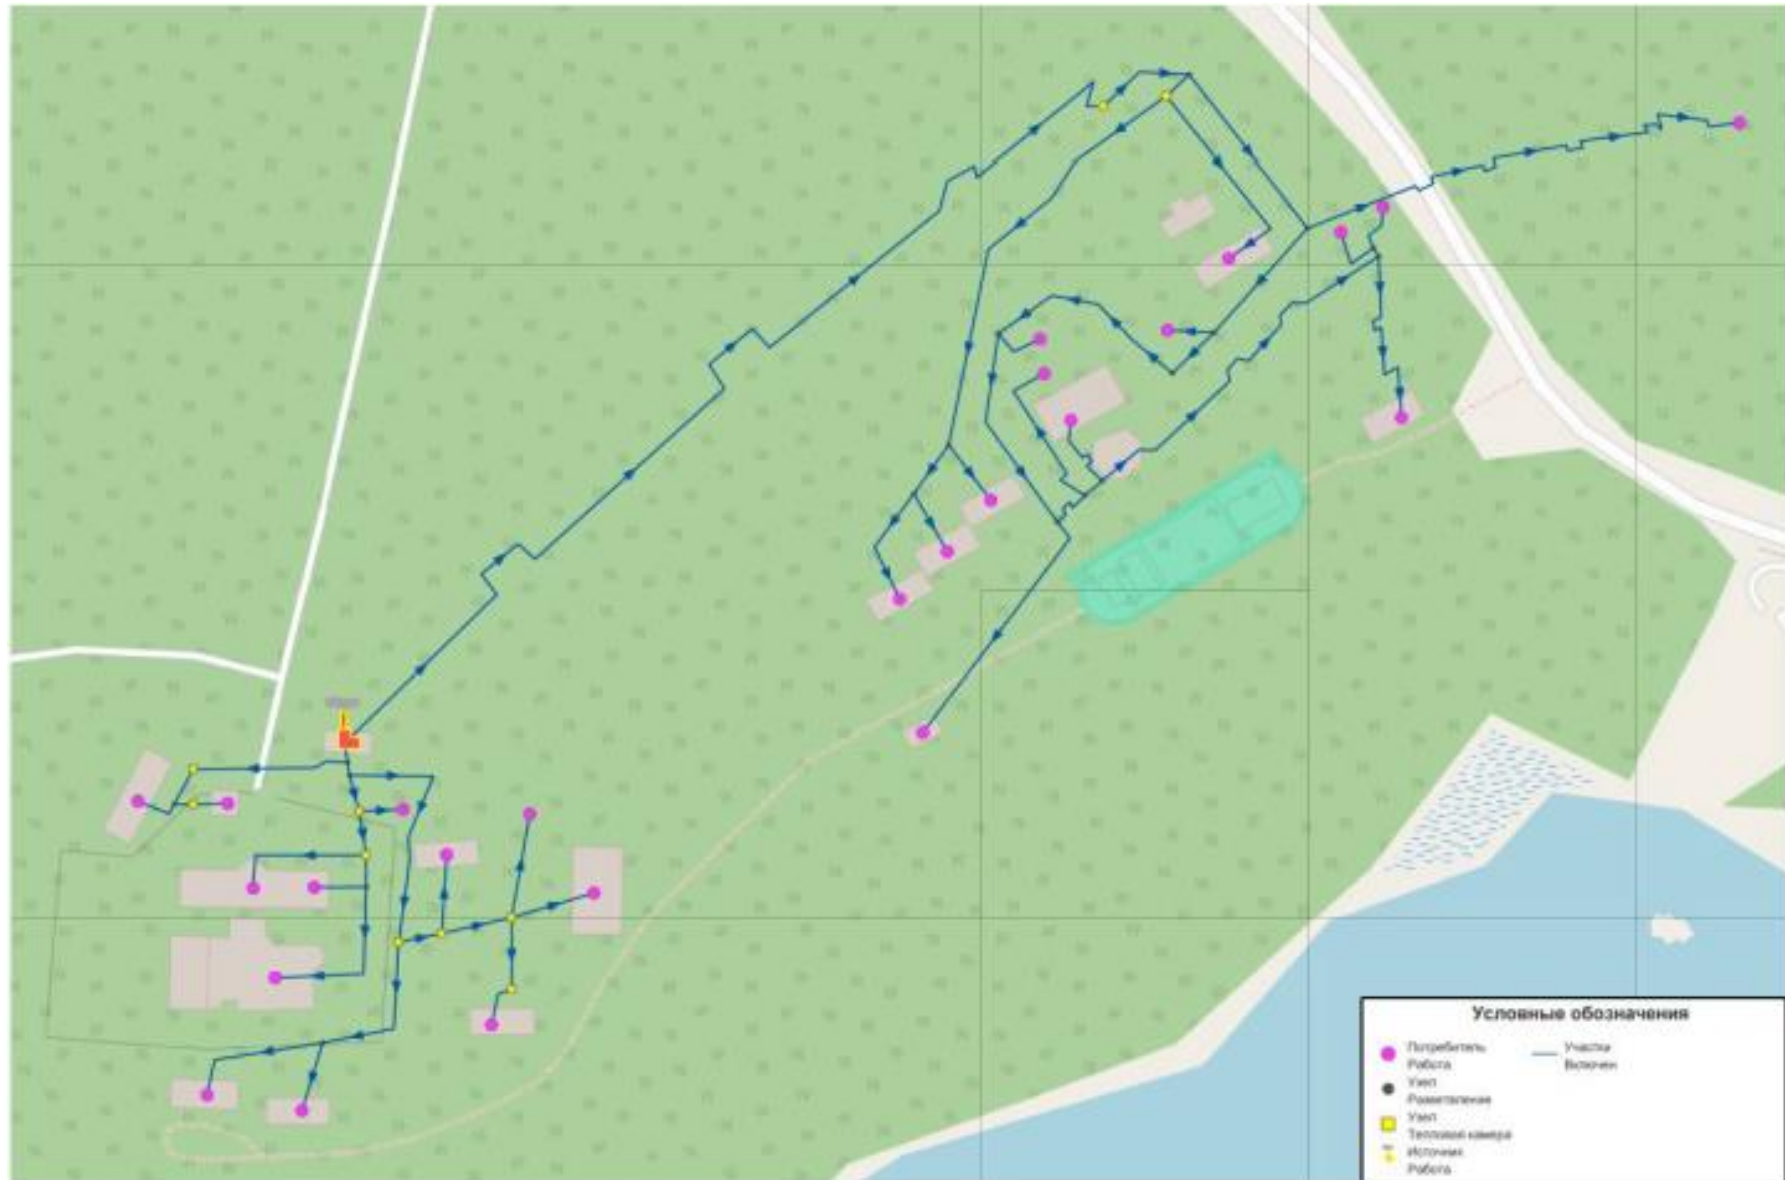 Условные обозначения
Потребитель
Работа
Узел
Разветвление
Узел
Тепловая камера
Источник
Работа
Участки
Включен